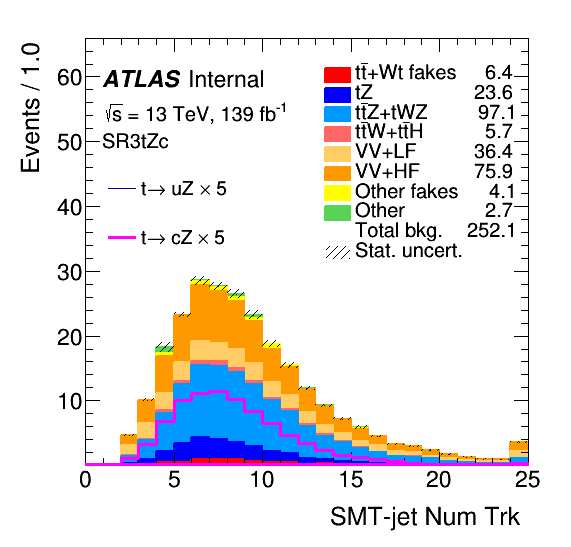 Events / 1.0
60
50
40
30
20
10
0 5 10 15 20 25
SMT-jet Num Trk
ATLAS Internal
√s = 13 TeV, 139 fb⁻¹
SR3tZc
t→ uZ × 5
t→ cZ × 5
tt̄+Wt fakes 6.4
tZ 23.6
tt̄Z+tWZ 97.1
tt̄W+tt̄H 5.7
VV+LF 36.4
VV+HF 75.9
Other fakes 4.1
Other 2.7
Total bkg. 252.1
Stat. uncert.